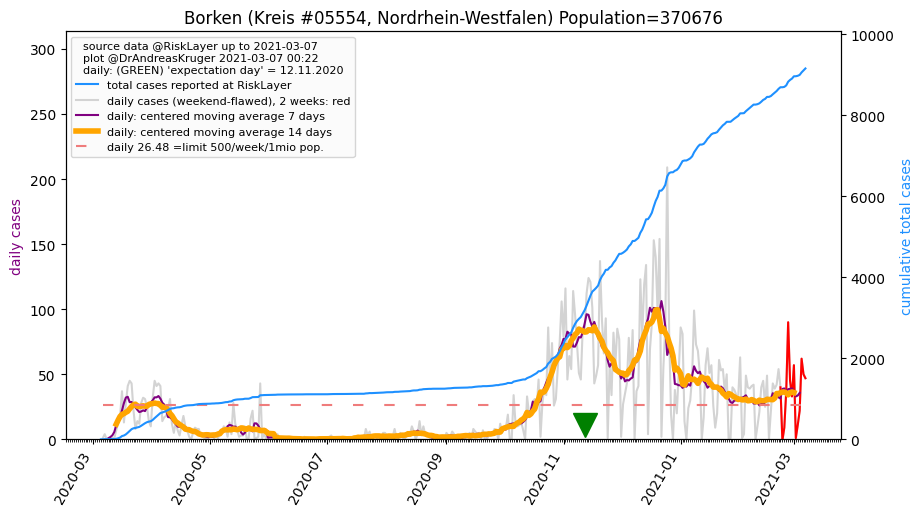 Borken (Kreis #05554, Nordrhein-Westfalen) Population=370676
source data @RiskLayer up to 2021-03-07
plot @DrAndreasKruger 2021-03-07 00:22
daily: (GREEN) 'expectation day' = 12.11.2020
total cases reported at RiskLayer
daily cases (weekend-flawed), 2 weeks: red
daily: centered moving average 7 days
daily: centered moving average 14 days
daily 26.48 =limit 500/week/1mio pop.
daily cases
300
250
200
150
100
50
0
cumulative total cases
10000
8000
6000
4000
2000
0
2020-03
2020-05
2020-07
2020-09
2020-11
2021-01
2021-03